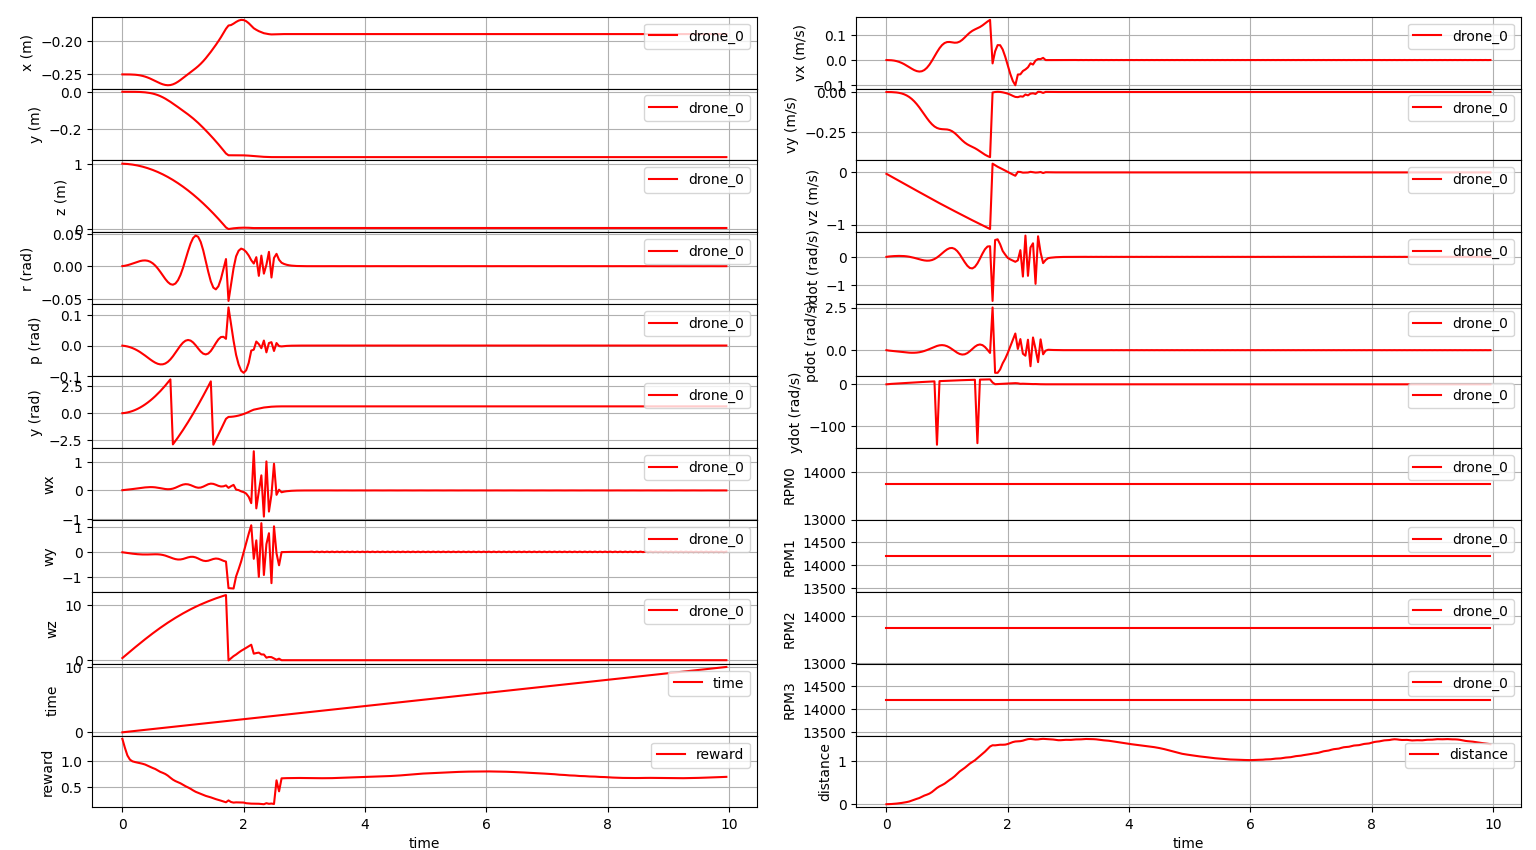 x (m)
−0.20
−0.25
drone_0
y (m)
0.0
−0.2
drone_0
z (m)
1
0
drone_0
r (rad)
0.05
0.00
−0.05
drone_0
p (rad)
0.1
0.0
−0.1
drone_0
y (rad)
2.5
0.0
−2.5
drone_0
wx
1
0
−1
drone_0
wy
1
0
−1
drone_0
wz
10
0
drone_0
time
10
0
time
reward
1.0
0.5
reward
0
2
4
6
8
10
time
vx (m/s)
0.1
0.0
−0.1
drone_0
vy (m/s)
0.00
−0.25
drone_0
vz (m/s)
0
−1
drone_0
rdot (rad/s)
0
−1
drone_0
pdot (rad/s)
2.5
0.0
drone_0
ydot (rad/s)
0
−100
drone_0
RPM0
14000
13000
drone_0
RPM1
14500
14000
13500
drone_0
RPM2
14000
13000
drone_0
RPM3
14500
14000
13500
drone_0
distance
1
0
distance
0
2
4
6
8
10
time